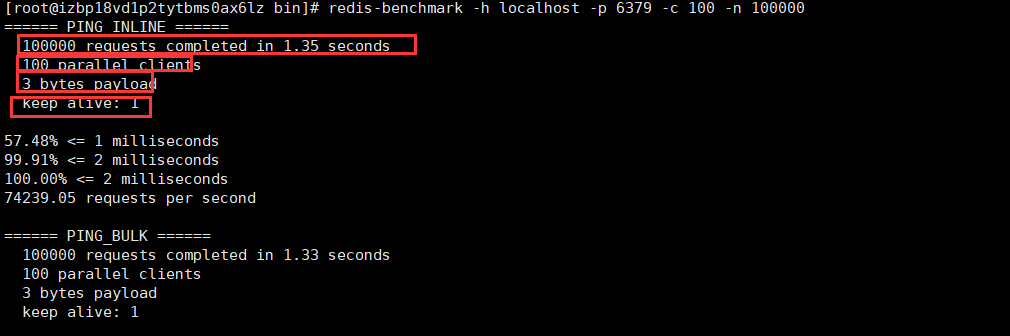 [root@izbp18vd1p2tytbms0ax6lz bin]# redis-benchmark -h localhost -p 6379 -c 100 -n 100000
====== PING_INLINE ======
100000 requests completed in 1.35 seconds
100 parallel clients
3 bytes payload
keep alive: 1
57.48% <= 1 milliseconds
99.91% <= 2 milliseconds
100.00% <= 2 milliseconds
74239.05 requests per second
====== PING_BULK ======
100000 requests completed in 1.33 seconds
100 parallel clients
3 bytes payload
keep alive: 1